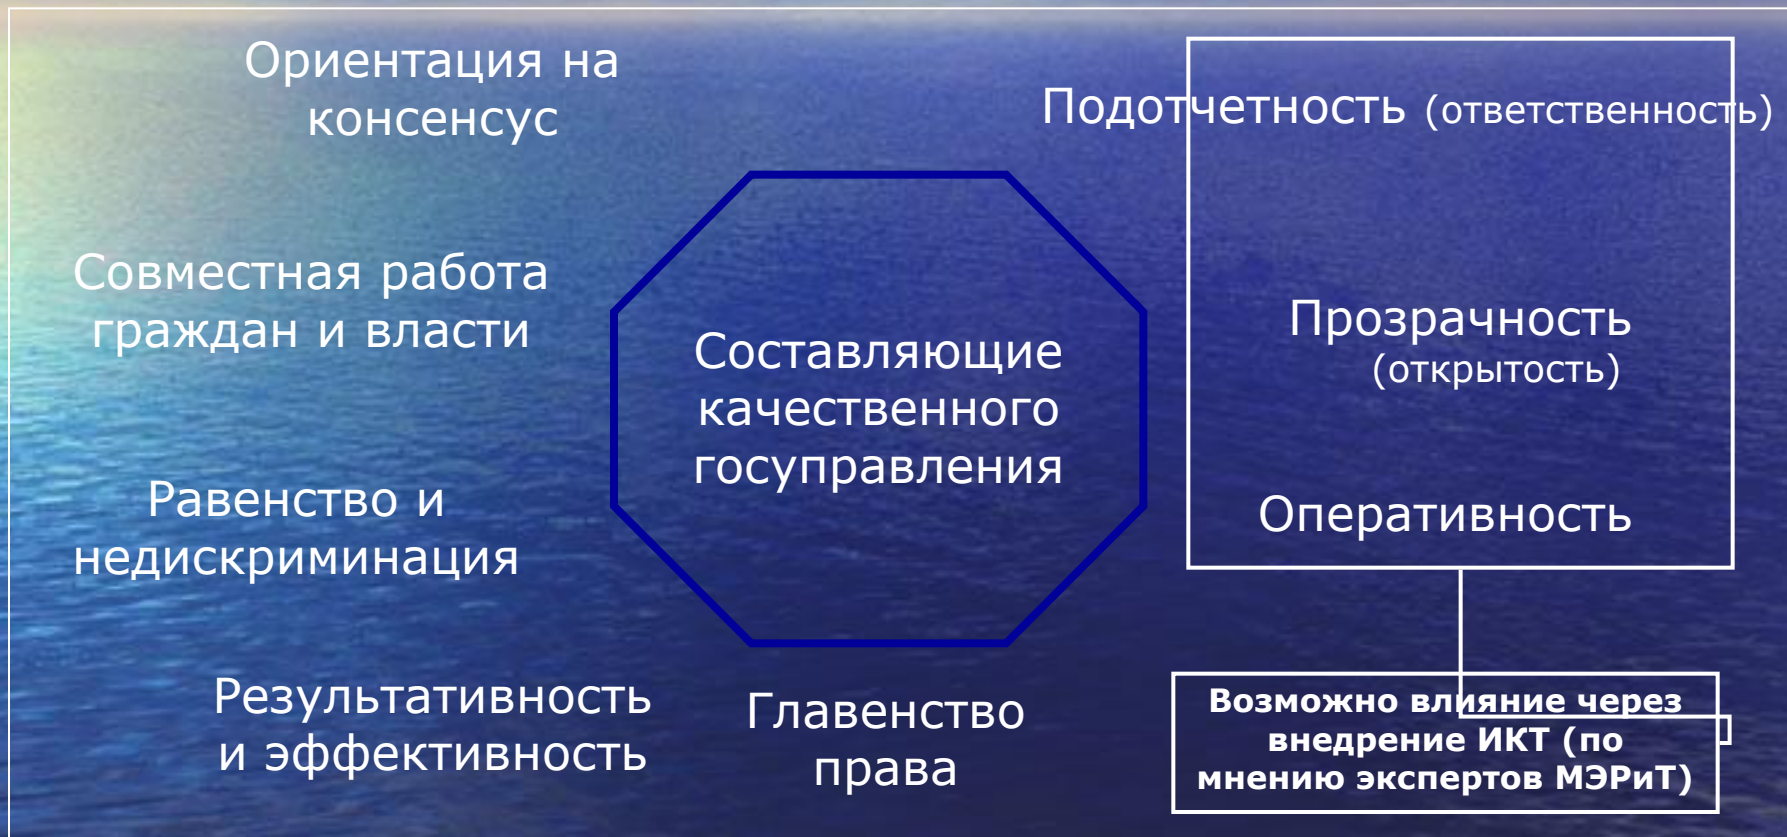 Ориентация на
консенсус
Подотчетность (ответственность)
Совместная работа
граждан и власти
Составляющие
качественного
госуправления
Прозрачность
(открытость)
Равенство и
недискриминация
Оперативность
Результативность
и эффективность
Главенство
права
Возможно влияние через
внедрение ИКТ (по
мнению экспертов МЭРиТ)